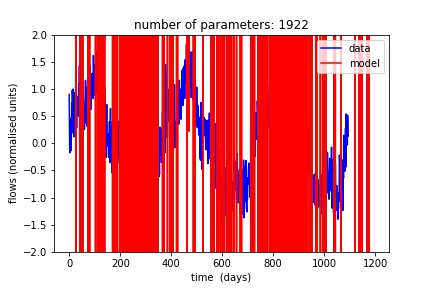 number of parameters: 1922
data
model
flows (normalised units)
2.0
1.5
1.0
0.5
0.0
−0.5
−1.0
−1.5
−2.0
0 200 400 600 800 1000 1200
time (days)